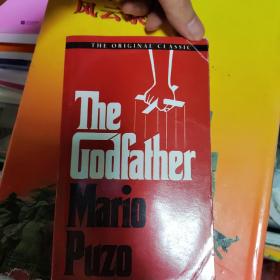 THE ORIGINAL CLASSIC
The
Godfather
Mario
Puzo